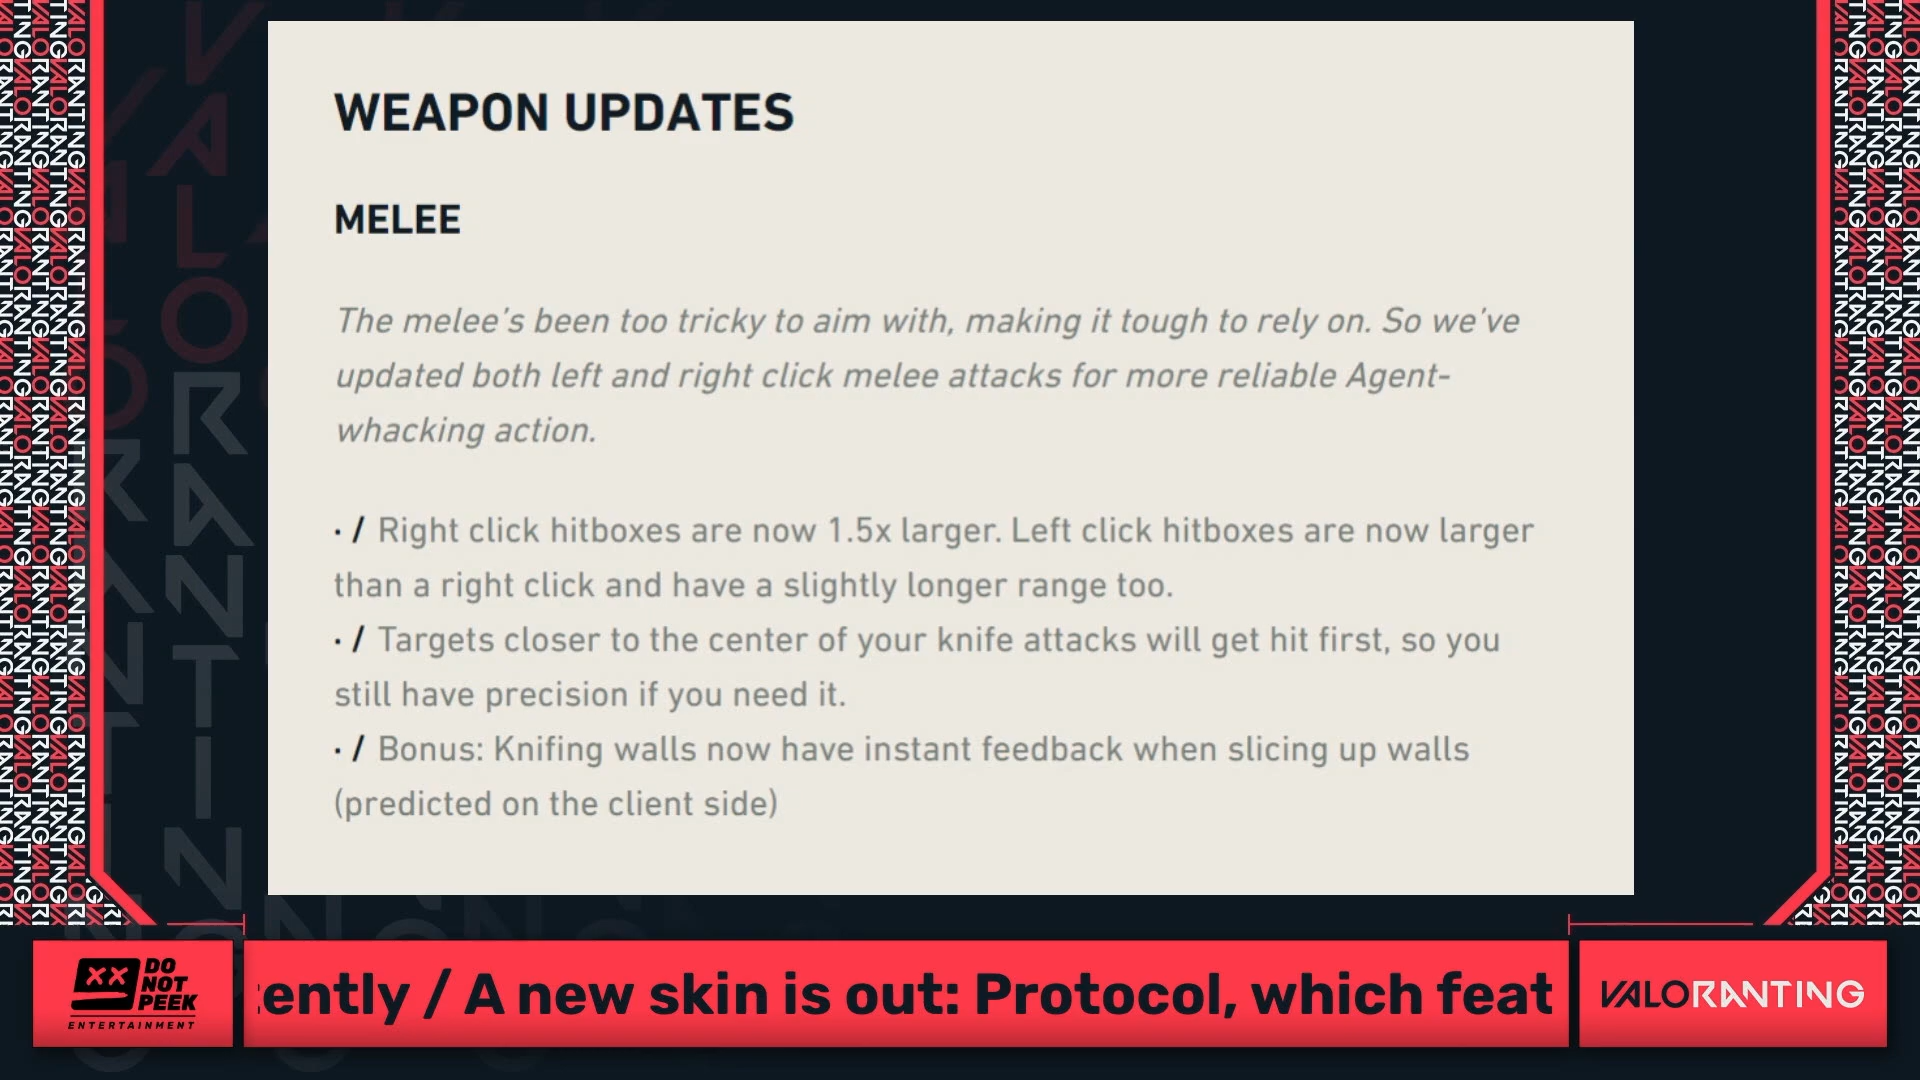 WEAPON UPDATES
MELEE
The melee's been too tricky to aim with, making it tough to rely on. So we've
updated both left and right click melee attacks for more reliable Agent-
whacking action.
· / Right click hitboxes are now 1.5x larger. Left click hitboxes are now larger
than a right click and have a slightly longer range too.
· / Targets closer to the center of your knife attacks will get hit first, so you
still have precision if you need it.
· / Bonus: Knifing walls now have instant feedback when slicing up walls
(predicted on the client side)
DO
NOT
PEEK
ENTERTAINMENT
ently / A new skin is out: Protocol, which feat
VALORANTING